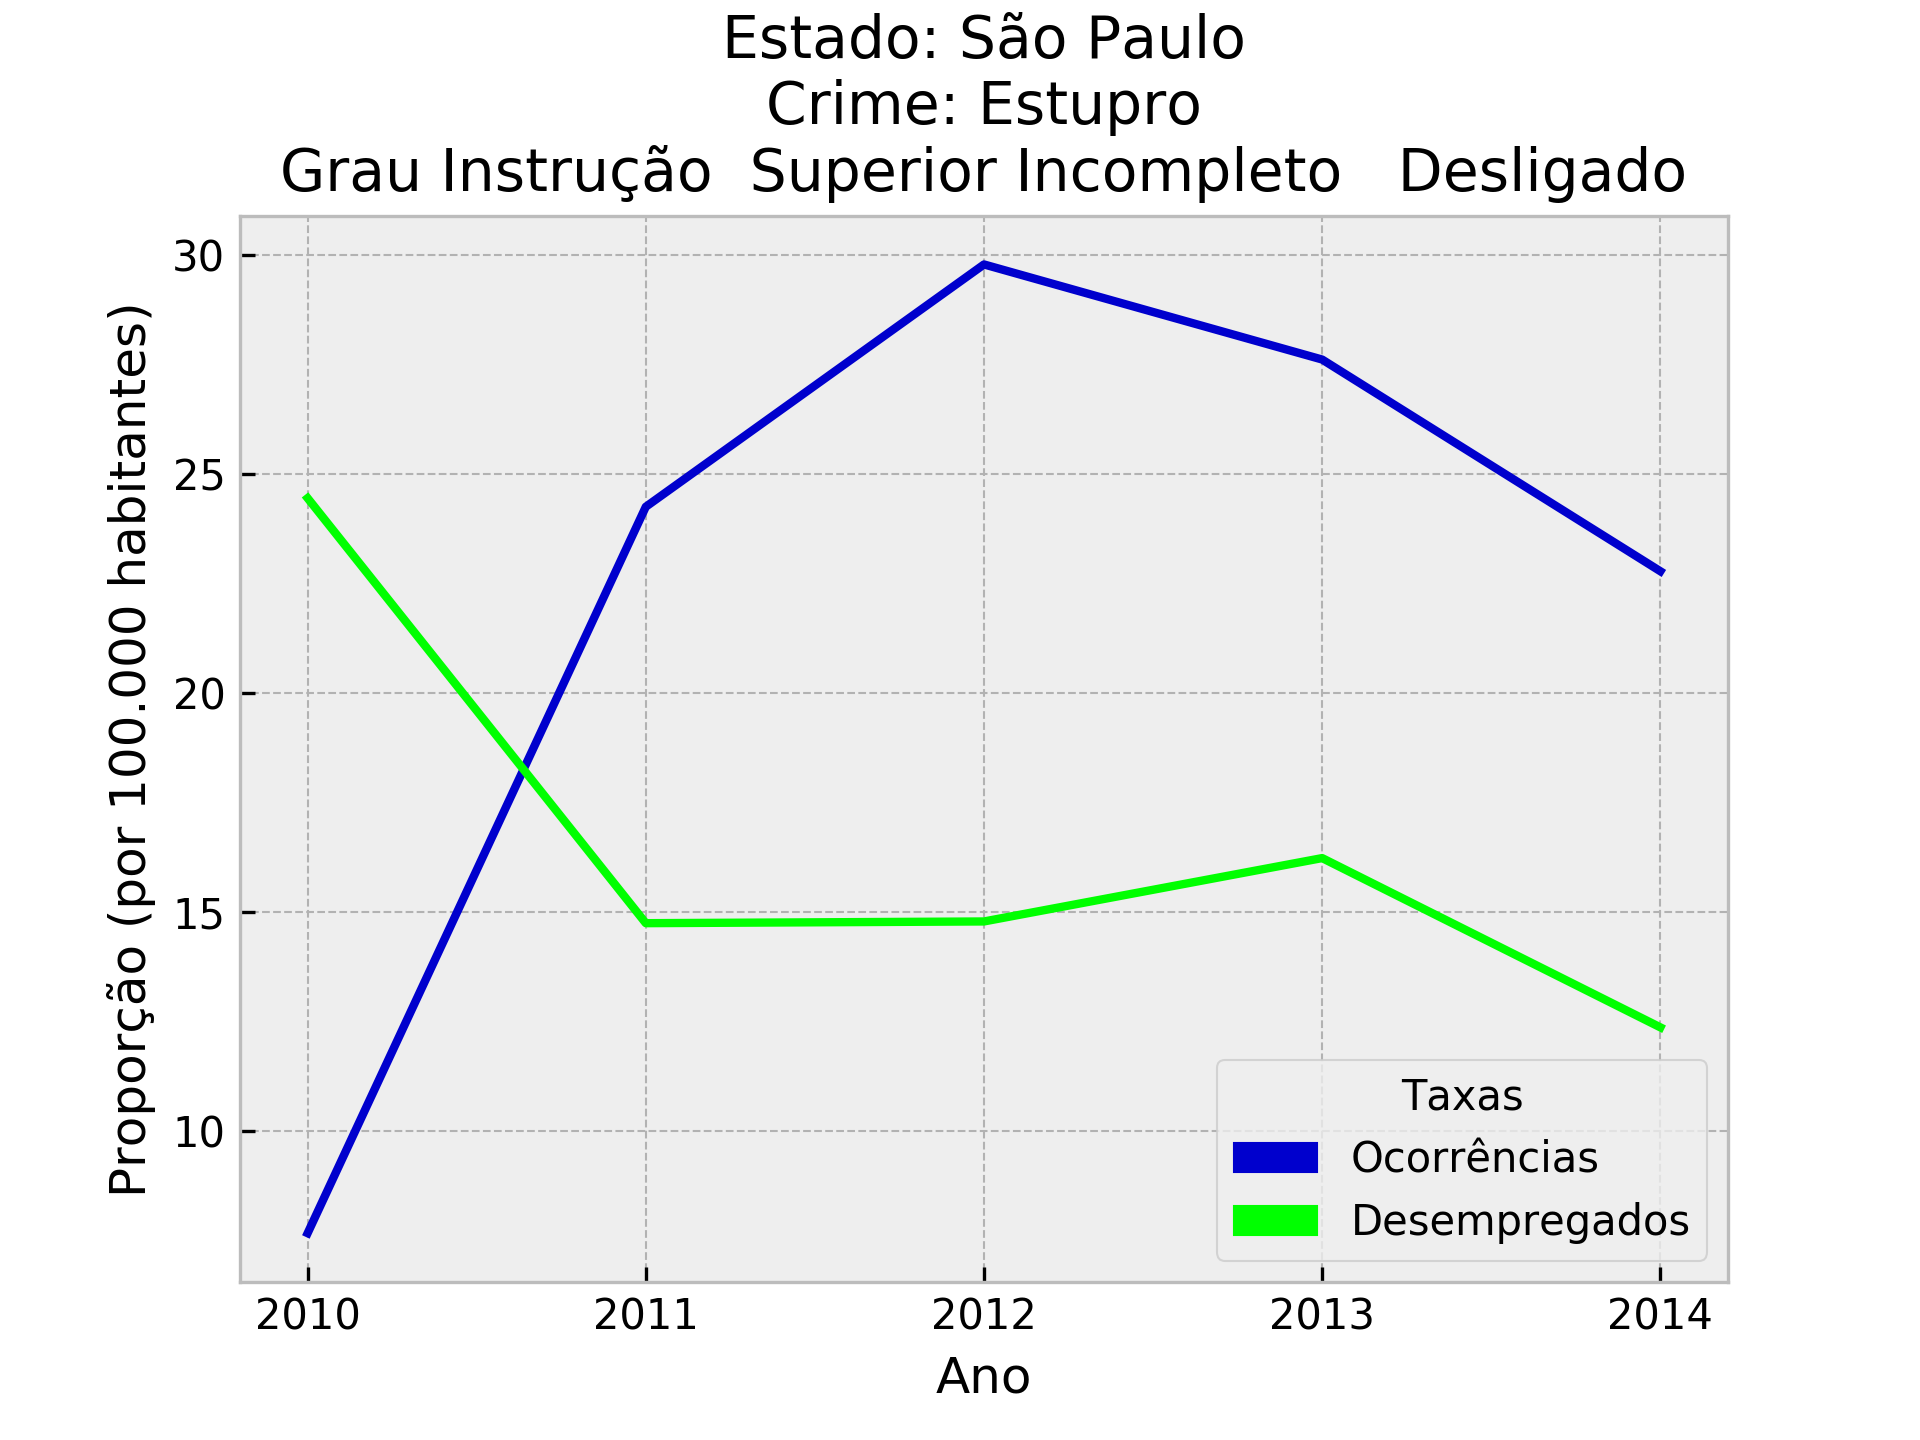 Estado: São Paulo
Crime: Estupro
Grau Instrução  Superior Incompleto   Desligado
Proporção (por 100.000 habitantes)
30
25
20
15
10
Taxas
Ocorrências
Desempregados
2010 2011 2012 2013 2014
Ano